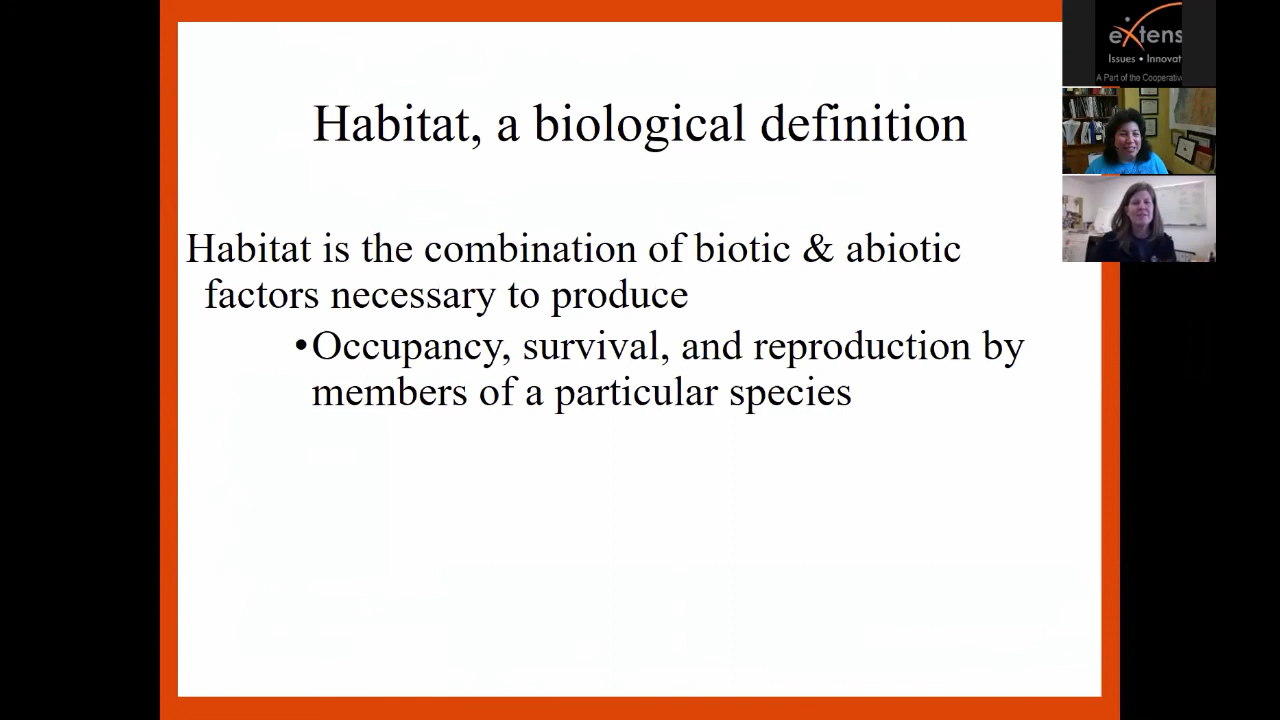 Habitat, a biological definition
Habitat is the combination of biotic & abiotic
factors necessary to produce
•Occupancy, survival, and reproduction by
members of a particular species
eXtens
Issues • Innovat
A Part of the Cooperative